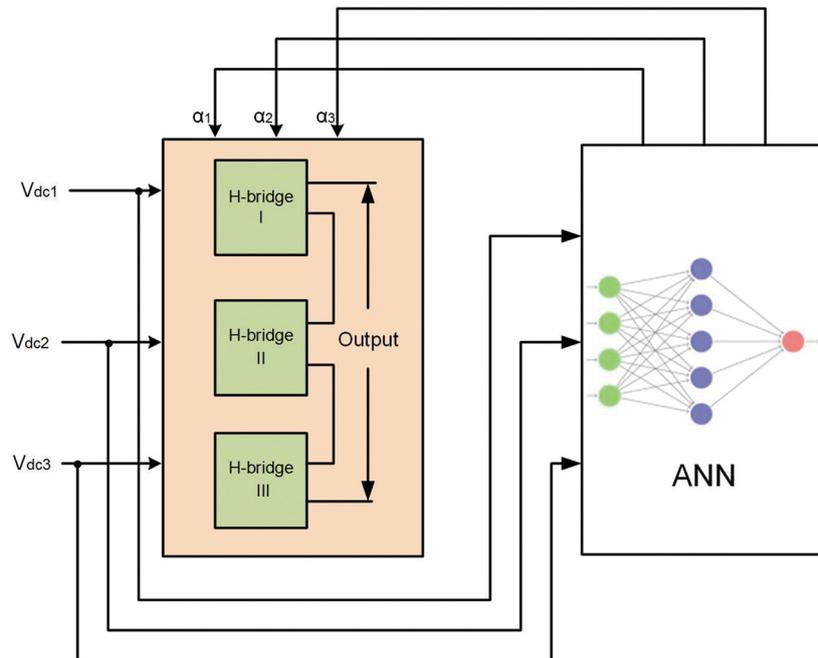 α1
α2
α3
Vdc1
H-bridge
I
Vdc2
H-bridge
II
Output
Vdc3
H-bridge
III
ANN